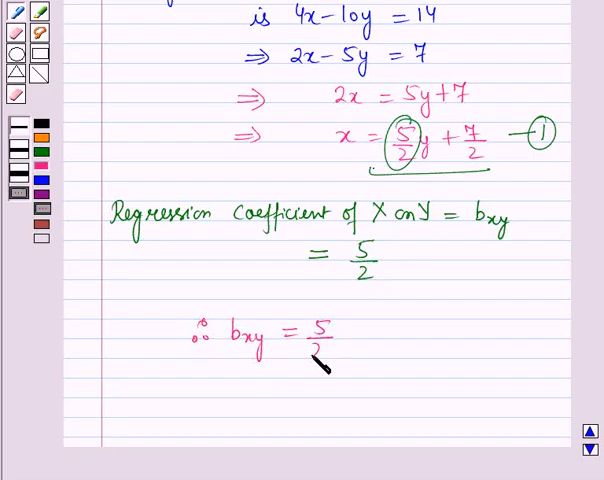 is 4x-10y = 14
⇒ 2x-5y = 7
⇒ 2x = 5y+7
⇒ x = 5/2 y + 7/2 — 1
Regression Coefficient of X on Y = bxy
= 5/2
∴ bxy = 5/2